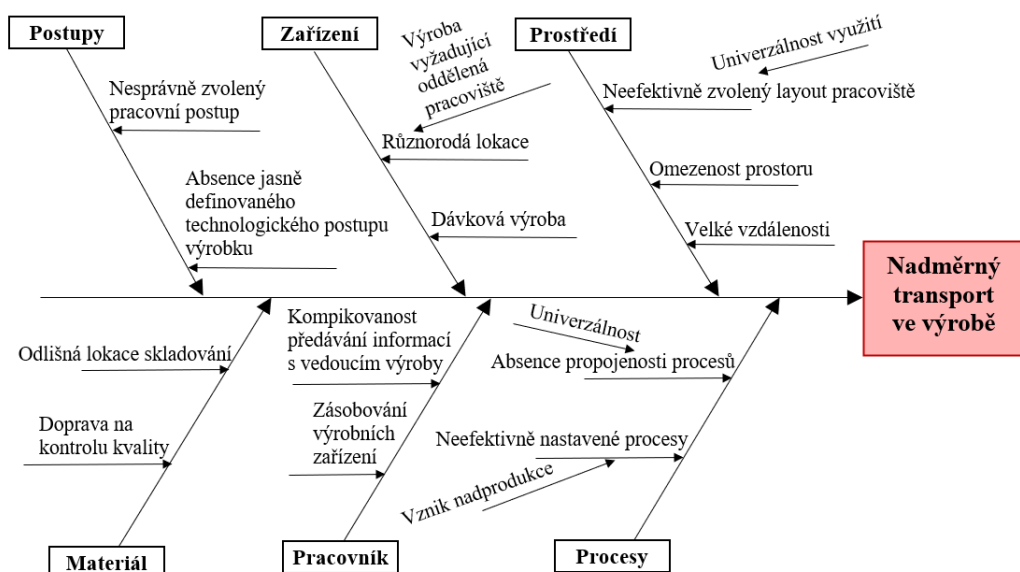 Postupy
Nesprávně zvolený
pracovní postup
Absence jasně
definovaného
technologického postupu
výrobku
Zařízení
Výroba
vyžadující
oddělená
pracoviště
Různorodá lokace
Dávková výroba
Prostředí
Univerzálnost využití
Neefektivně zvolený layout pracoviště
Omezenost prostoru
Velké vzdálenosti
Nadměrný
transport
ve výrobě
Odlišná lokace skladování
Doprava na
kontrolu kvality
Materiál
Kompikovanost
předávání informací
s vedoucím výroby
Zásobování
výrobních
zařízení
Pracovník
Univerzálnost
Absence propojenosti procesů
Neefektivně nastavené procesy
Vznik nadprodukce
Procesy